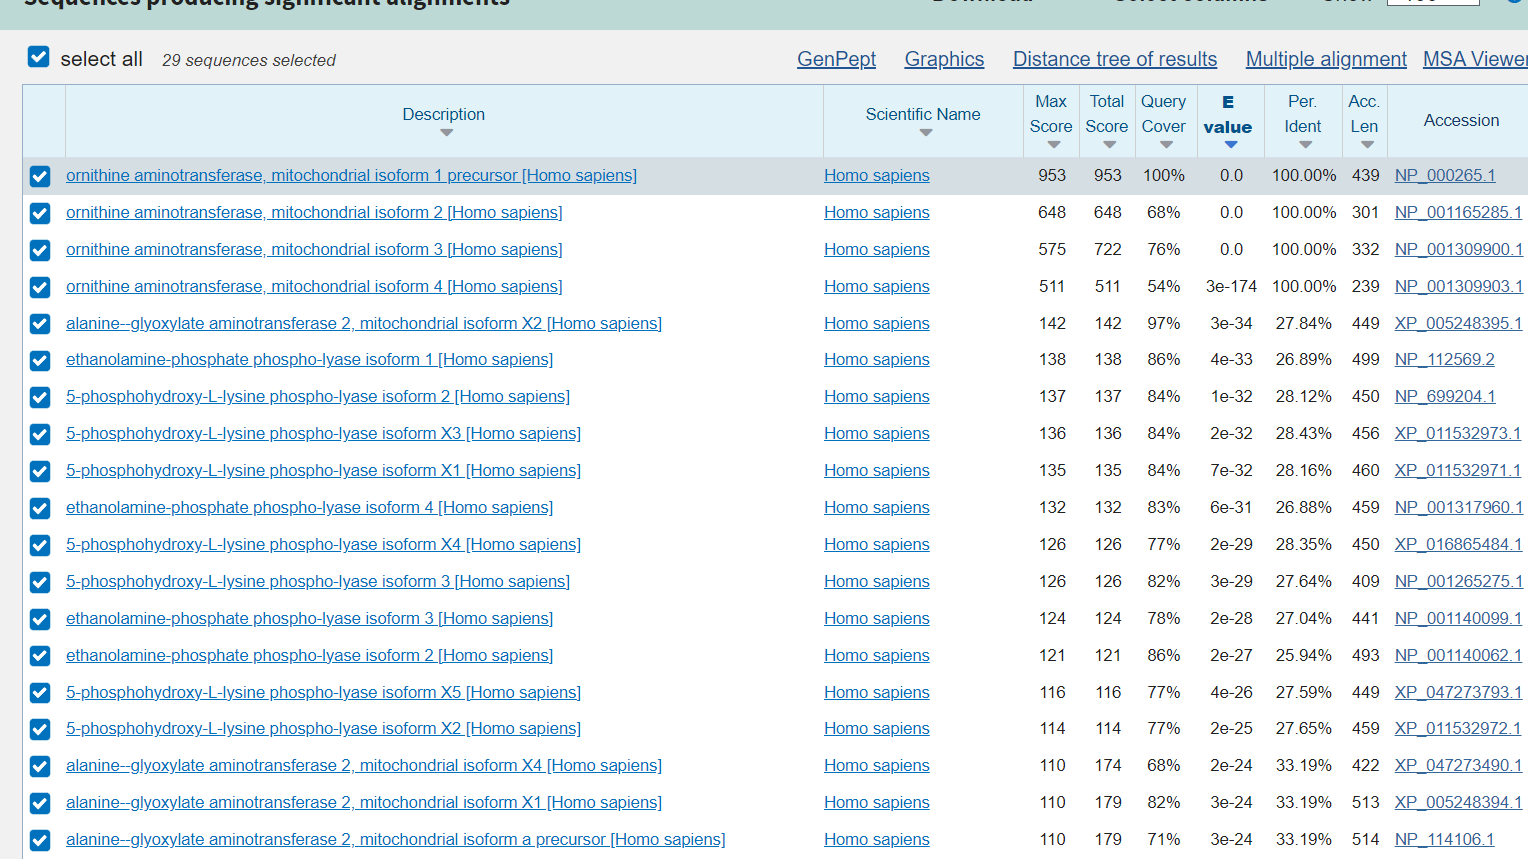 Sequences producing significant alignments Download Select columns Show 100
select all 29 sequences selected GenPept Graphics Distance tree of results Multiple alignment MSA Viewer
Description Scientific Name Max Score Total Score Query Cover E value Per. Ident Acc. Len Accession
ornithine aminotransferase, mitochondrial isoform 1 precursor [Homo sapiens] Homo sapiens 953 953 100% 0.0 100.00% 439 NP_000265.1
ornithine aminotransferase, mitochondrial isoform 2 [Homo sapiens] Homo sapiens 648 648 68% 0.0 100.00% 301 NP_001165285.1
ornithine aminotransferase, mitochondrial isoform 3 [Homo sapiens] Homo sapiens 575 722 76% 0.0 100.00% 332 NP_001309900.1
ornithine aminotransferase, mitochondrial isoform 4 [Homo sapiens] Homo sapiens 511 511 54% 3e-174 100.00% 239 NP_001309903.1
alanine--glyoxylate aminotransferase 2, mitochondrial isoform X2 [Homo sapiens] Homo sapiens 142 142 97% 3e-34 27.84% 449 XP_005248395.1
ethanolamine-phosphate phospho-lyase isoform 1 [Homo sapiens] Homo sapiens 138 138 86% 4e-33 26.89% 499 NP_112569.2
5-phosphohydroxy-L-lysine phospho-lyase isoform 2 [Homo sapiens] Homo sapiens 137 137 84% 1e-32 28.12% 450 NP_699204.1
5-phosphohydroxy-L-lysine phospho-lyase isoform X3 [Homo sapiens] Homo sapiens 136 136 84% 2e-32 28.43% 456 XP_011532973.1
5-phosphohydroxy-L-lysine phospho-lyase isoform X1 [Homo sapiens] Homo sapiens 135 135 84% 7e-32 28.16% 460 XP_011532971.1
ethanolamine-phosphate phospho-lyase isoform 4 [Homo sapiens] Homo sapiens 132 132 83% 6e-31 26.88% 459 NP_001317960.1
5-phosphohydroxy-L-lysine phospho-lyase isoform X4 [Homo sapiens] Homo sapiens 126 126 77% 2e-29 28.35% 450 XP_016865484.1
5-phosphohydroxy-L-lysine phospho-lyase isoform 3 [Homo sapiens] Homo sapiens 126 126 82% 3e-29 27.64% 409 NP_001265275.1
ethanolamine-phosphate phospho-lyase isoform 3 [Homo sapiens] Homo sapiens 124 124 78% 2e-28 27.04% 441 NP_001140099.1
ethanolamine-phosphate phospho-lyase isoform 2 [Homo sapiens] Homo sapiens 121 121 86% 2e-27 25.94% 493 NP_001140062.1
5-phosphohydroxy-L-lysine phospho-lyase isoform X5 [Homo sapiens] Homo sapiens 116 116 77% 4e-26 27.59% 449 XP_047273793.1
5-phosphohydroxy-L-lysine phospho-lyase isoform X2 [Homo sapiens] Homo sapiens 114 114 77% 2e-25 27.65% 459 XP_011532972.1
alanine--glyoxylate aminotransferase 2, mitochondrial isoform X4 [Homo sapiens] Homo sapiens 110 174 68% 2e-24 33.19% 422 XP_047273490.1
alanine--glyoxylate aminotransferase 2, mitochondrial isoform X1 [Homo sapiens] Homo sapiens 110 179 82% 3e-24 33.19% 513 XP_005248394.1
alanine--glyoxylate aminotransferase 2, mitochondrial isoform a precursor [Homo sapiens] Homo sapiens 110 179 71% 3e-24 33.19% 514 NP_114106.1